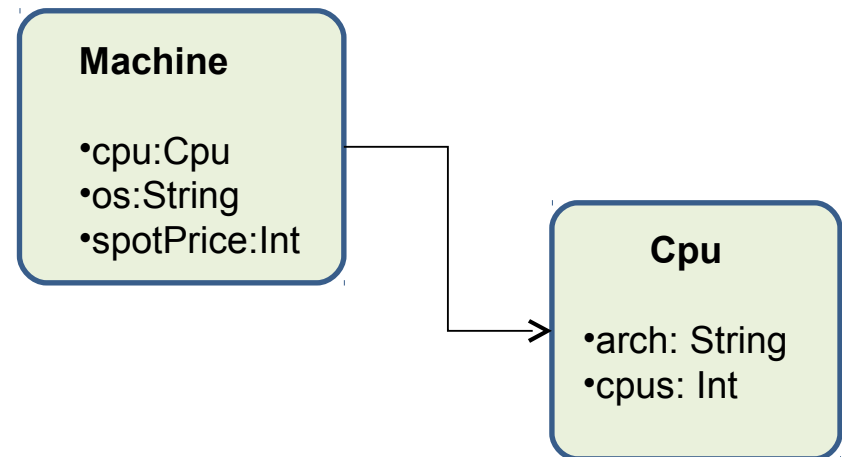 Machine
•cpu:Cpu
•os:String
•spotPrice:Int
Cpu
•arch: String
•cpus: Int